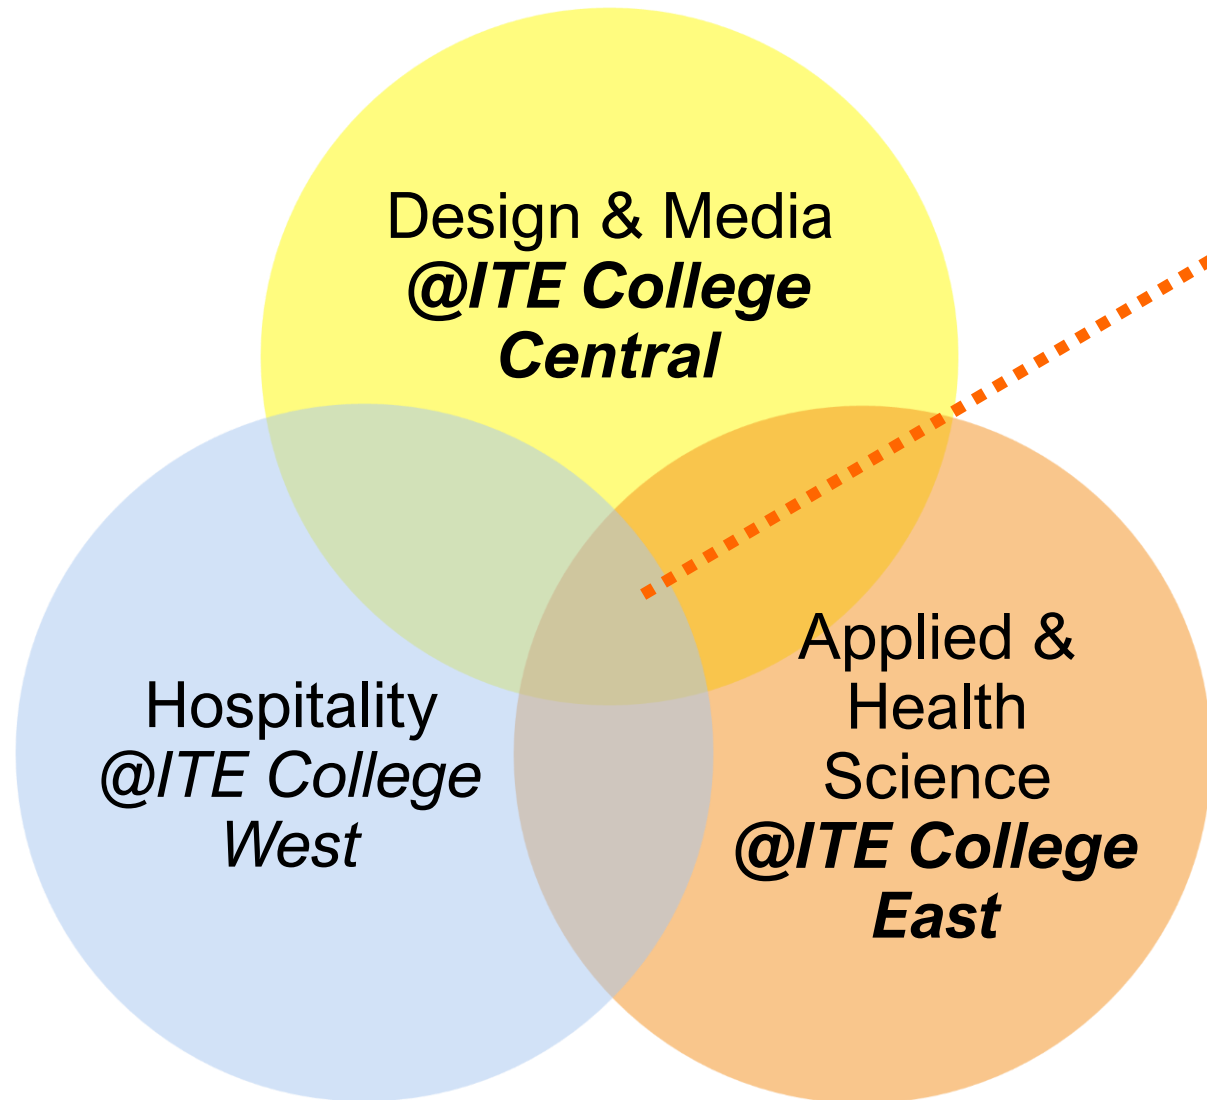 Design & Media
@ITE College
Central
Hospitality
@ITE College
West
Applied &
Health
Science
@ITE College
East